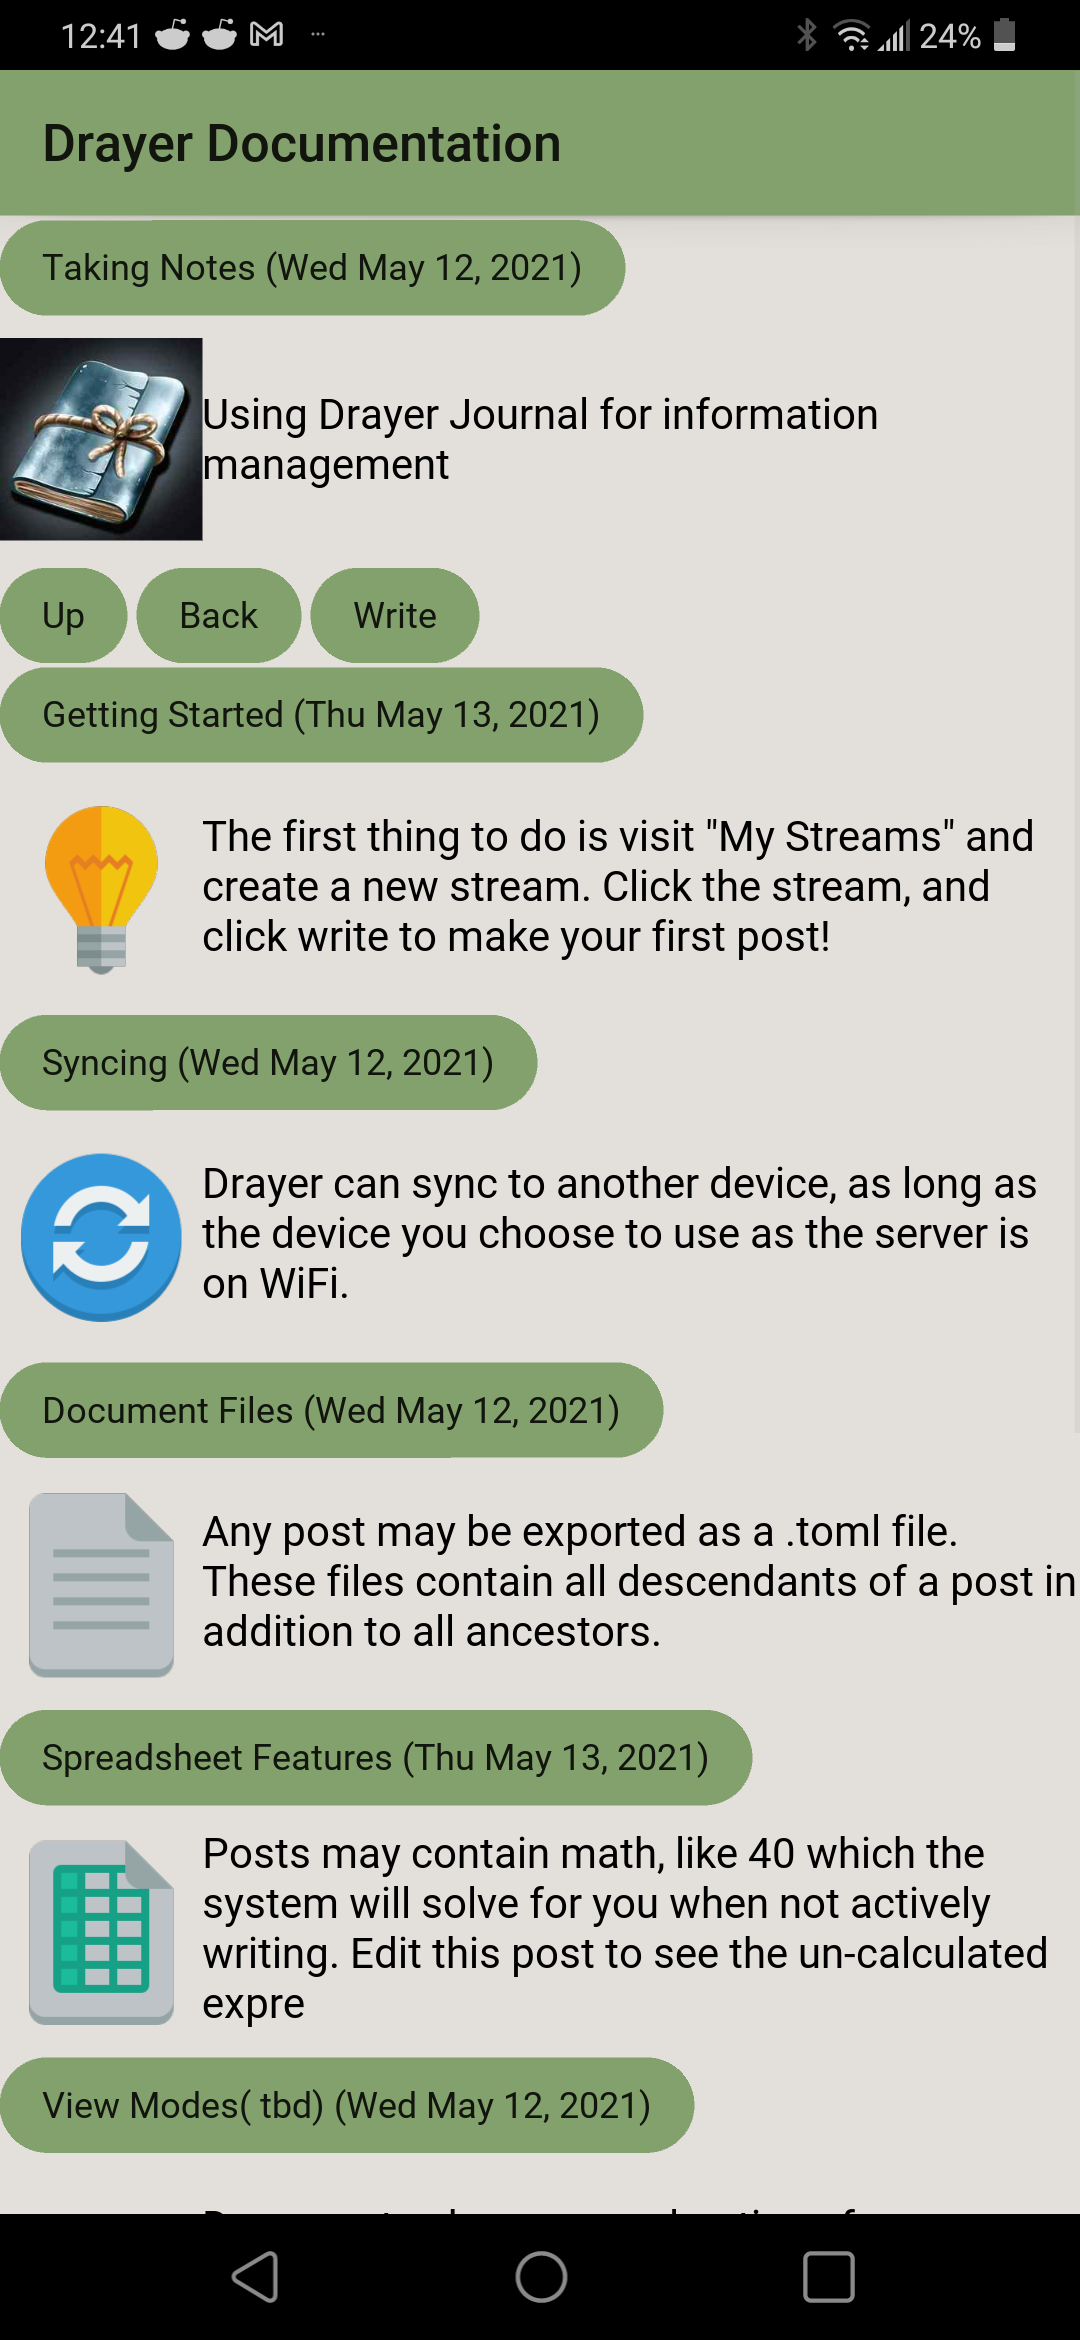 12:41
24%
Drayer Documentation
Taking Notes (Wed May 12, 2021)
Using Drayer Journal for information
management
Up Back Write
Getting Started (Thu May 13, 2021)
The first thing to do is visit "My Streams" and
create a new stream. Click the stream, and
click write to make your first post!
Syncing (Wed May 12, 2021)
Drayer can sync to another device, as long as
the device you choose to use as the server is
on WiFi.
Document Files (Wed May 12, 2021)
Any post may be exported as a .toml file.
These files contain all descendants of a post in
addition to all ancestors.
Spreadsheet Features (Thu May 13, 2021)
Posts may contain math, like 40 which the
system will solve for you when not actively
writing. Edit this post to see the un-calculated
expre
View Modes( tbd) (Wed May 12, 2021)